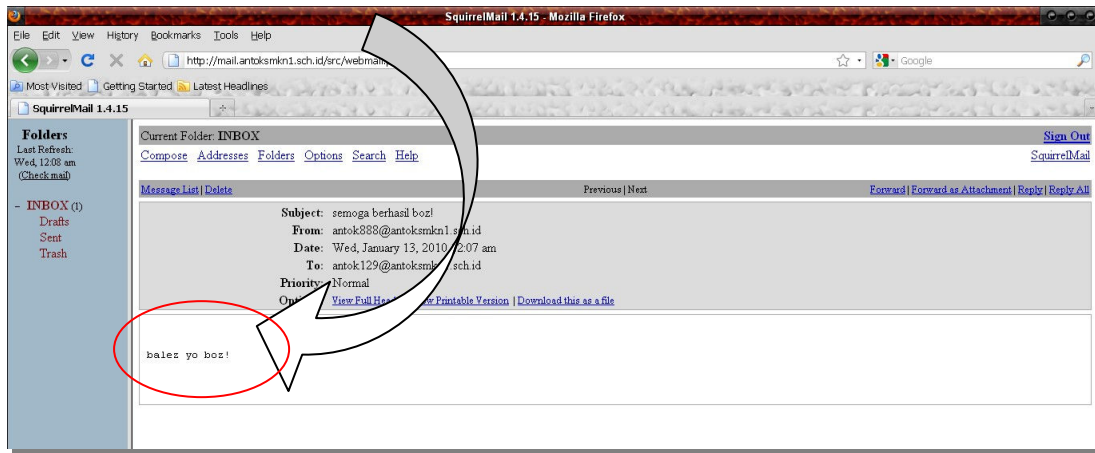 SquirrelMail 1.4.15 - Mozilla Firefox
File Edit View History Bookmarks Tools Help
http://mail.antoksmkn1.sch.id/src/webmail
Google
Most Visited Getting Started Latest Headlines
SquirrelMail 1.4.15
Folders
Last Refresh:
Wed, 12:08 am
(Check mail)
- INBOX (1)
Drafts
Sent
Trash
Current Folder: INBOX Sign Out
Compose Addresses Folders Options Search Help SquirrelMail
Message List | Delete Previous | Next Forward | Forward as Attachment | Reply | Reply All
Subject: semoga berhasil boz!
From: antok888@antoksmkn1.sch.id
Date: Wed, January 13, 2010 12:07 am
To: antok129@antoksmkn1.sch.id
Priority: Normal
View Full | Printable Version | Download this as a file
balez yo boz!